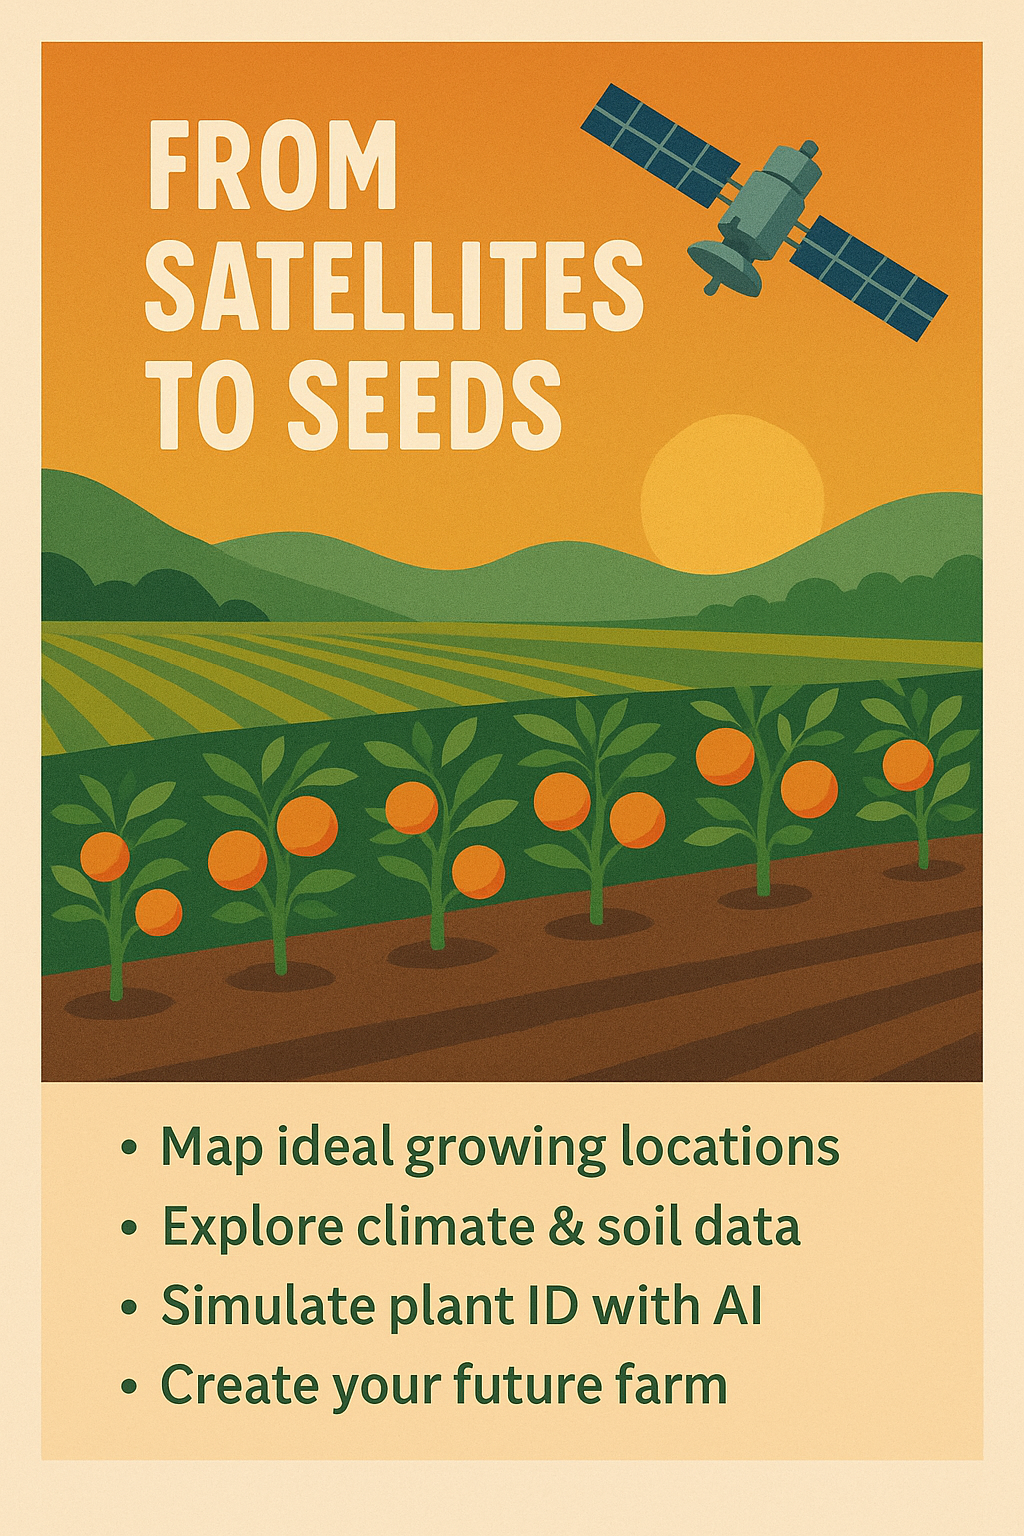 FROM
SATELLITES
TO SEEDS
• Map ideal growing locations
• Explore climate & soil data
• Simulate plant ID with AI
• Create your future farm